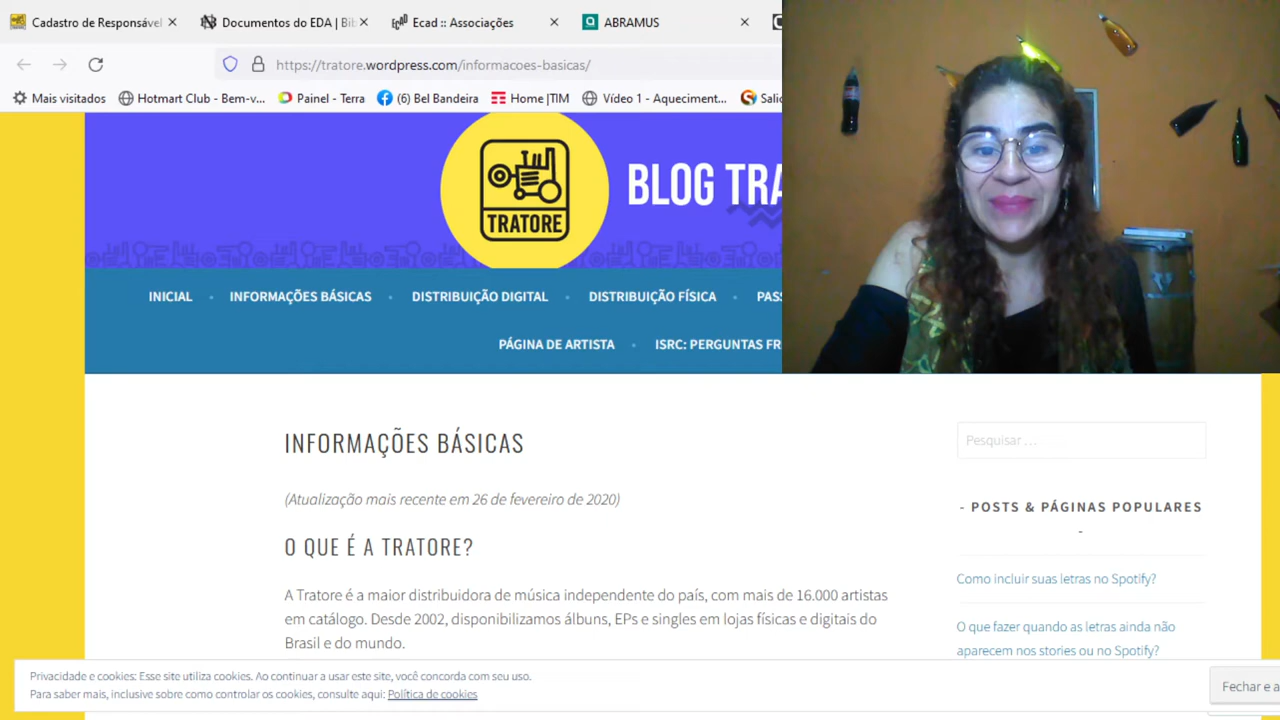 Cadastro de Responsável
Documentos do EDA | Bib
Ecad :: Associações
ABRAMUS
https://tratore.wordpress.com/informacoes-basicas/
Mais visitados
Hotmart Club - Bem-v...
Painel - Terra
(6) Bel Bandeira
Home |TIM
Vídeo 1 - Aqueciment...
TRATORE
BLOG TRA
INICIAL
INFORMAÇÕES BÁSICAS
DISTRIBUIÇÃO DIGITAL
DISTRIBUIÇÃO FÍSICA
PASS
PÁGINA DE ARTISTA
ISRC: PERGUNTAS FR
INFORMAÇÕES BÁSICAS
(Atualização mais recente em 26 de fevereiro de 2020)
O QUE É A TRATORE?
A Tratore é a maior distribuidora de música independente do país, com mais de 16.000 artistas
em catálogo. Desde 2002, disponibilizamos álbuns, EPs e singles em lojas físicas e digitais do
Brasil e do mundo.
Pesquisar ...
- POSTS & PÁGINAS POPULARES
-
Como incluir suas letras no Spotify?
O que fazer quando as letras ainda não
aparecem nos stories ou no Spotify?
Privacidade e cookies: Esse site utiliza cookies. Ao continuar a usar este site, você concorda com seu uso.
Para saber mais, inclusive sobre como controlar os cookies, consulte aqui: Política de cookies
Fechar e a